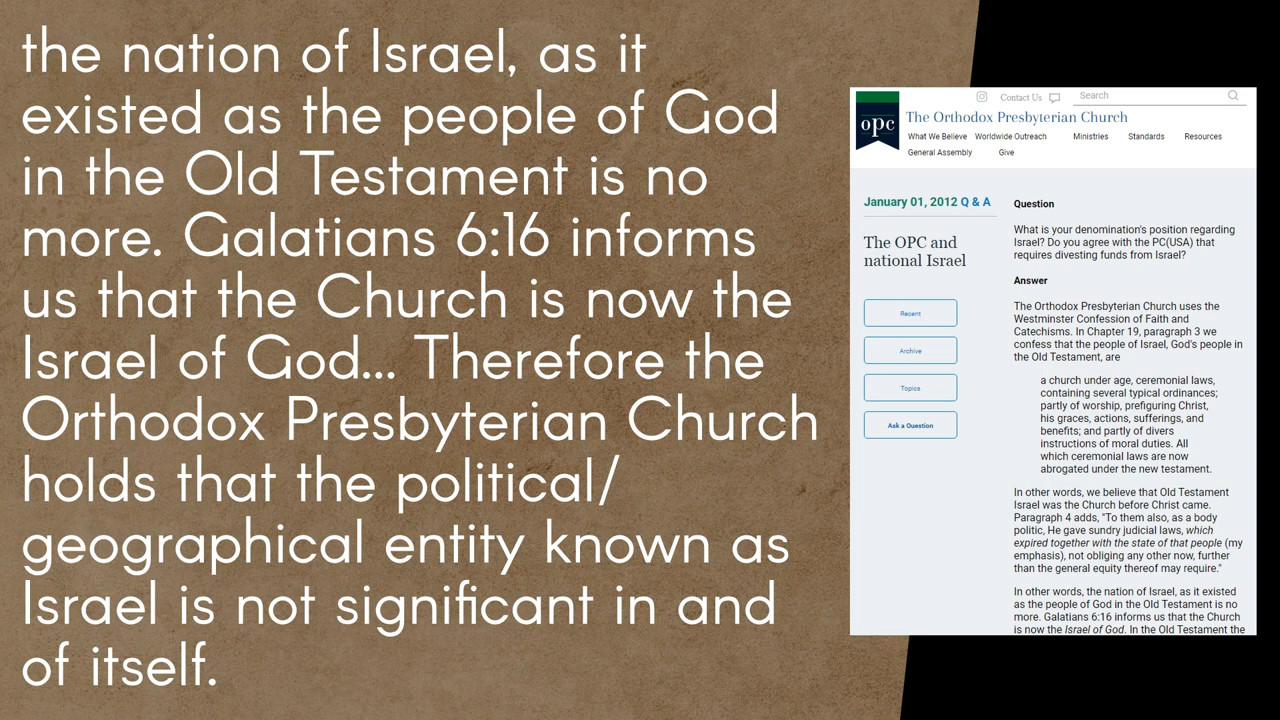 the nation of Israel, as it
existed as the people of God
in the Old Testament is no
more. Galatians 6:16 informs
us that the Church is now the
Israel of God... Therefore the
Orthodox Presbyterian Church
holds that the political/
geographical entity known as
Israel is not significant in and
of itself.
Contact Us
Search
opc
The Orthodox Presbyterian Church
What We Believe Worldwide Outreach Ministries Standards Resources
General Assembly Give
January 01, 2012 Q & A
The OPC and
national Israel
Recent
Archive
Topics
Ask a Question
Question
What is your denomination's position regarding
Israel? Do you agree with the PC(USA) that
requires divesting funds from Israel?
Answer
The Orthodox Presbyterian Church uses the
Westminster Confession of Faith and
Catechisms. In Chapter 19, paragraph 3 we
confess that the people of Israel, God's people in
the Old Testament, are
a church under age, ceremonial laws,
containing several typical ordinances;
partly of worship, prefiguring Christ,
his graces, actions, sufferings, and
benefits; and partly of divers
instructions of moral duties. All
which ceremonial laws are now
abrogated under the new testament.
In other words, we believe that Old Testament
Israel was the Church before Christ came.
Paragraph 4 adds, "To them also, as a body
politic, He gave sundry judicial laws, which
expired together with the state of that people (my
emphasis), not obliging any other now, further
than the general equity thereof may require."
In other words, the nation of Israel, as it existed
as the people of God in the Old Testament is no
more. Galatians 6:16 informs us that the Church
is now the Israel of God. In the Old Testament the